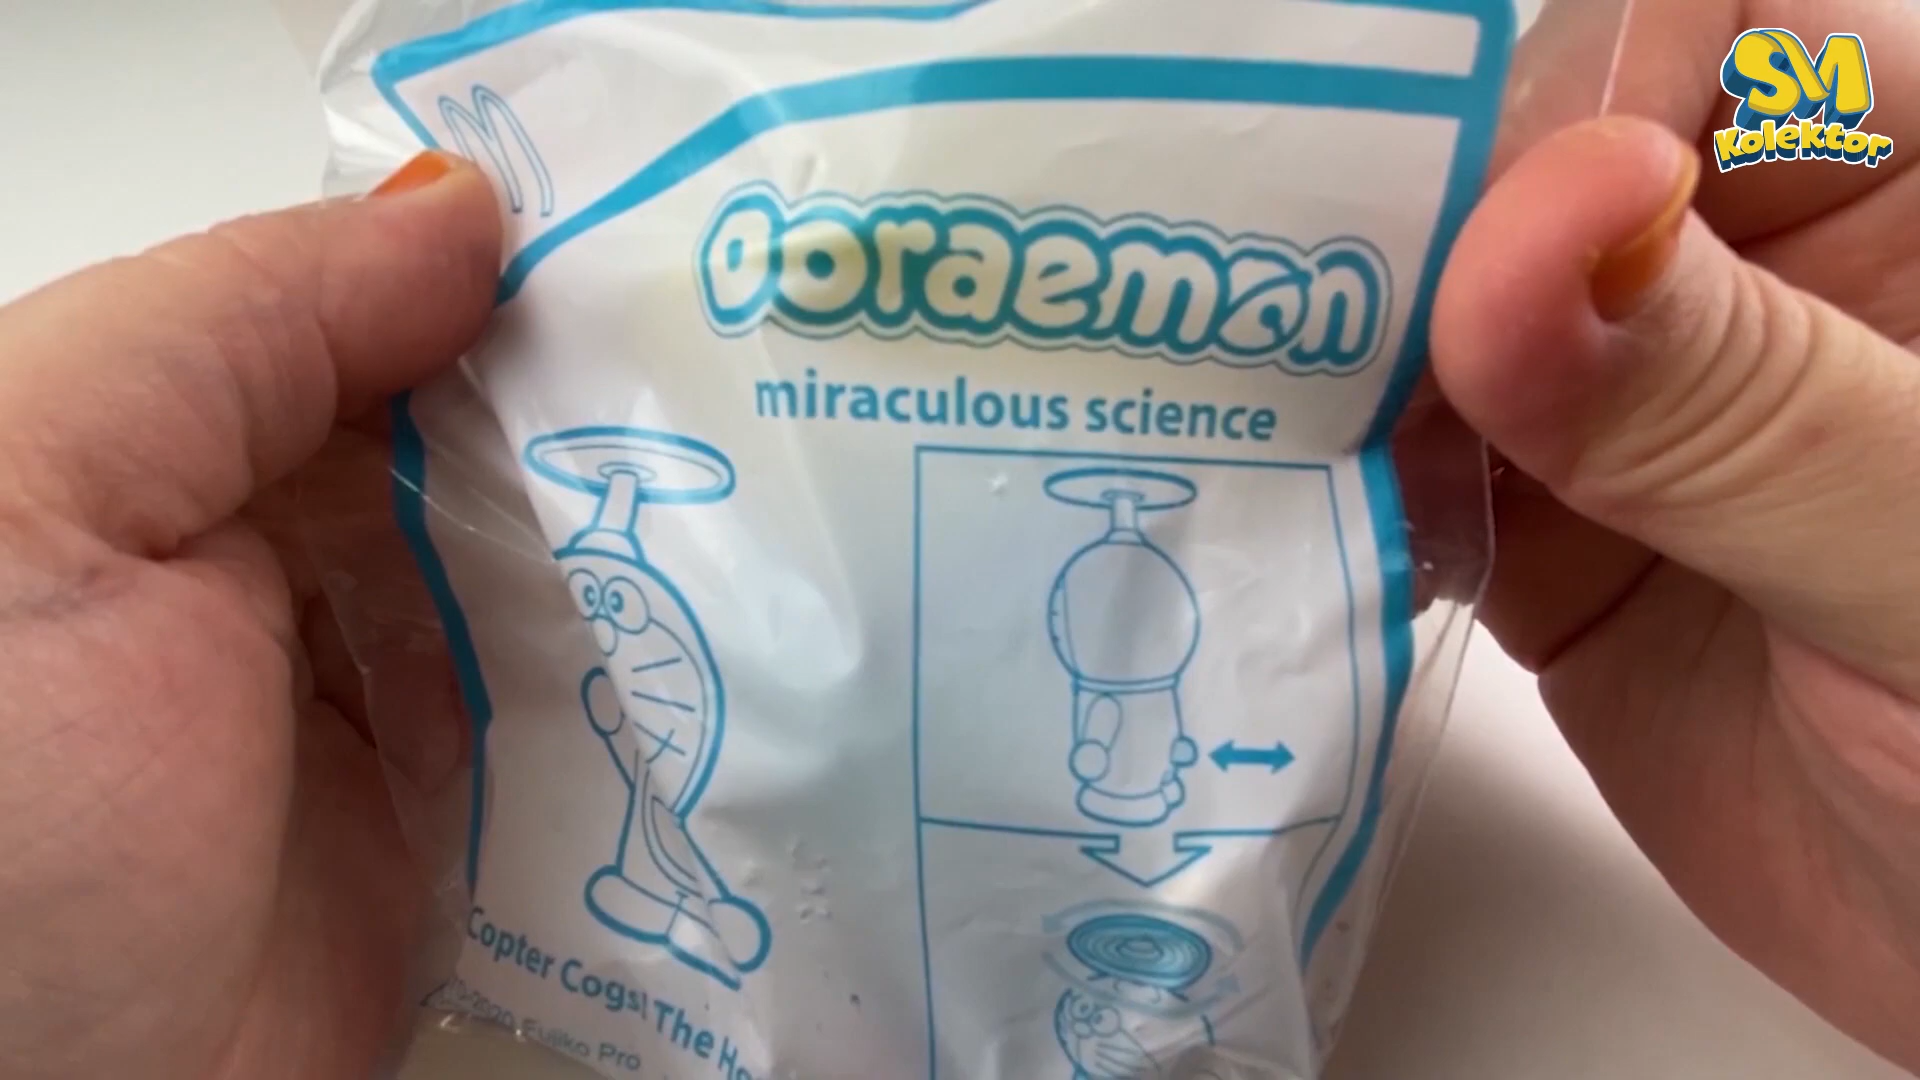 SM
Kolektor
M
Doraemon
miraculous science
Copter Cogs! The
2020 Fujiko Pro